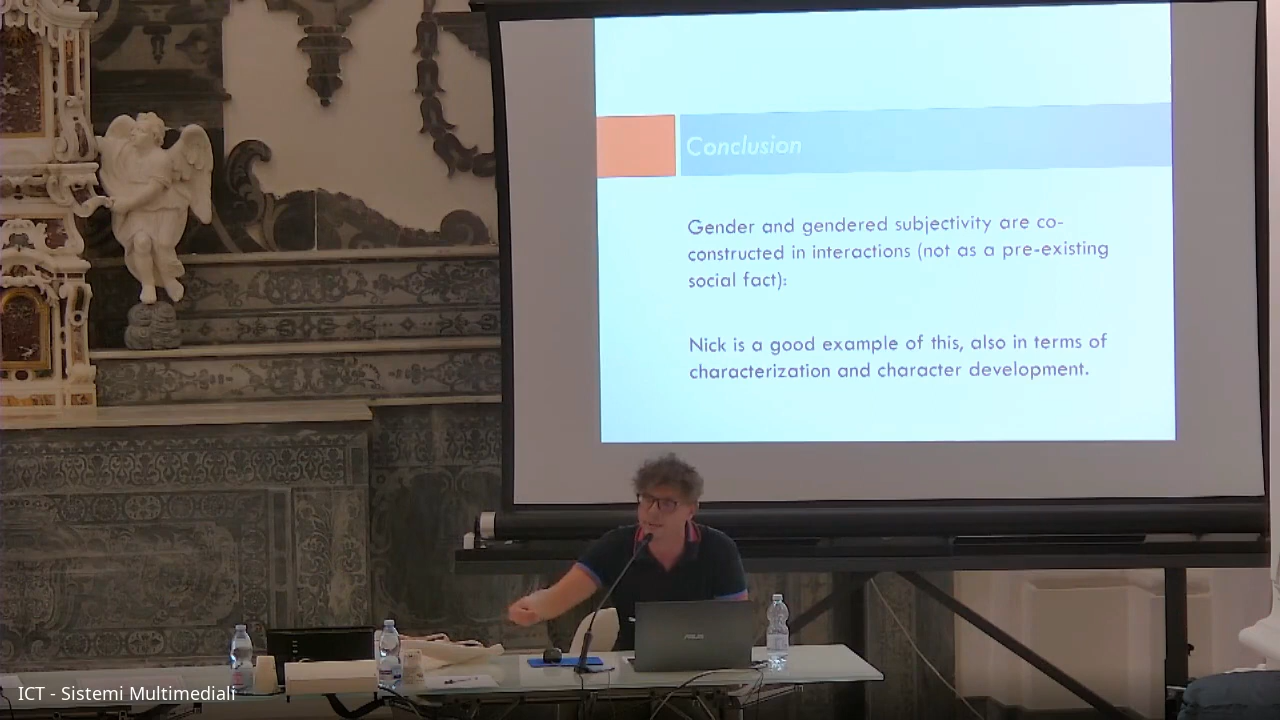 Conclusion
Gender and gendered subjectivity are co-
constructed in interactions (not as a pre-existing
social fact):
Nick is a good example of this, also in terms of
characterization and character development.
ASUS
ICT - Sistemi Multimediali